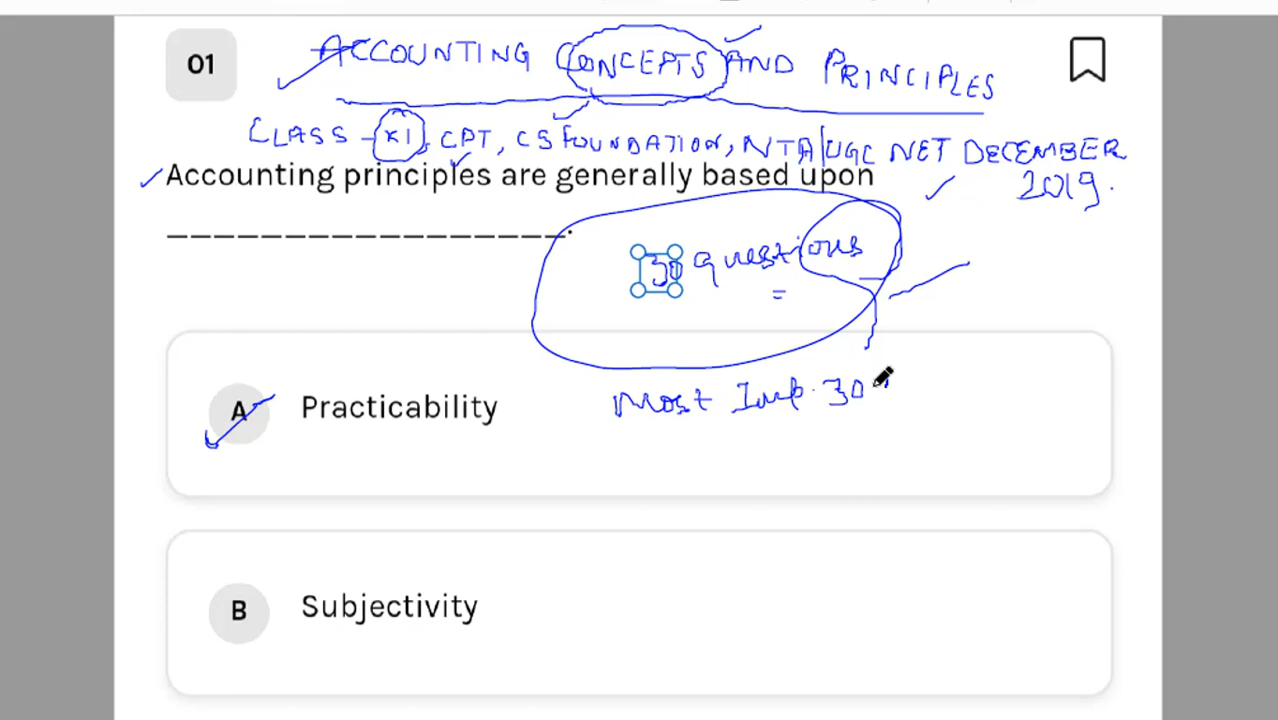 01
ACCOUNTING CONCEPTS AND PRINCIPLES
CLASS - XI, CPT, CS FOUNDATION, NTA/UGC NET DECEMBER 2019.
Accounting principles are generally based upon
_________________.
30 questions
Most Imp. 30
A Practicability
B Subjectivity